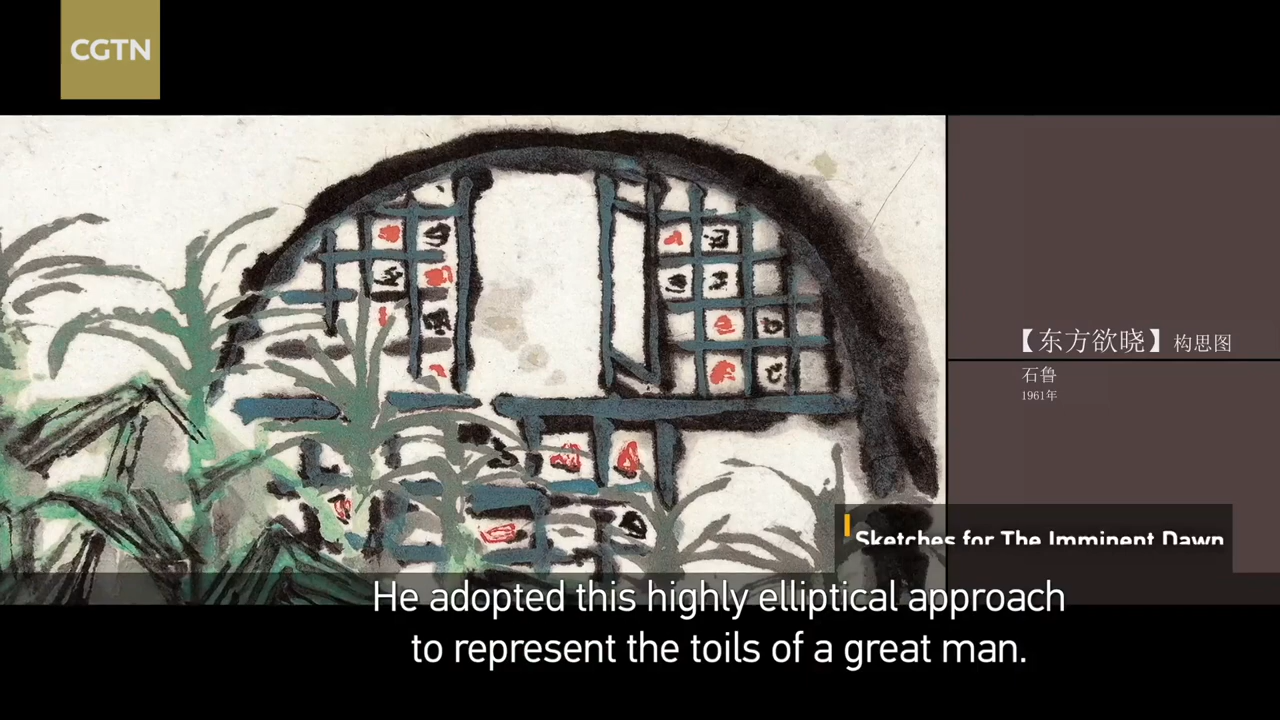 CGTN
【东方欲晓】构思图
石鲁
1961年
Sketches for The Imminent Dawn
He adopted this highly elliptical approach
to represent the toils of a great man.